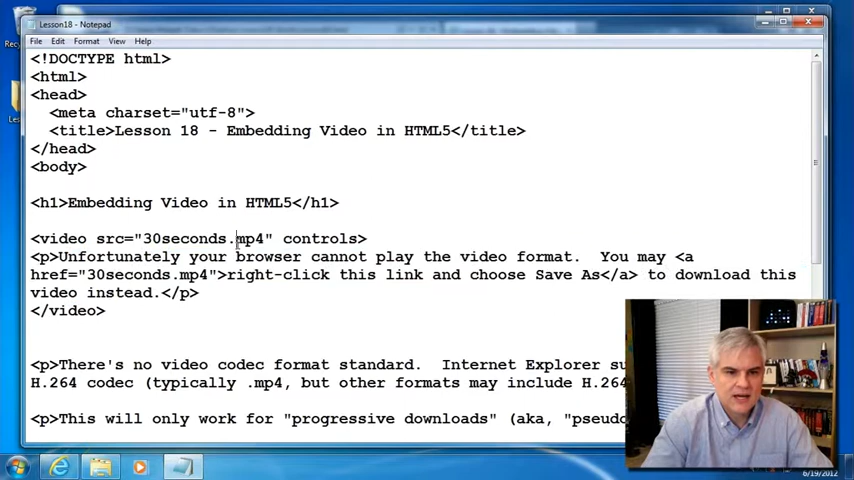 Lesson18 - Notepad
File Edit Format View Help
<!DOCTYPE html>
<html>
<head>
<meta charset="utf-8">
<title>Lesson 18 - Embedding Video in HTML5</title>
</head>
<body>
<h1>Embedding Video in HTML5</h1>
<video src="30seconds.mp4" controls>
<p>Unfortunately your browser cannot play the video format.  You may <a
href="30seconds.mp4">right-click this link and choose Save As</a> to download this
video instead.</p>
</video>
<p>There's no video codec format standard.  Internet Explorer su
H.264 codec (typically .mp4, but other formats may include H.264
<p>This will only work for "progressive downloads" (aka, "pseudo
6/19/2012